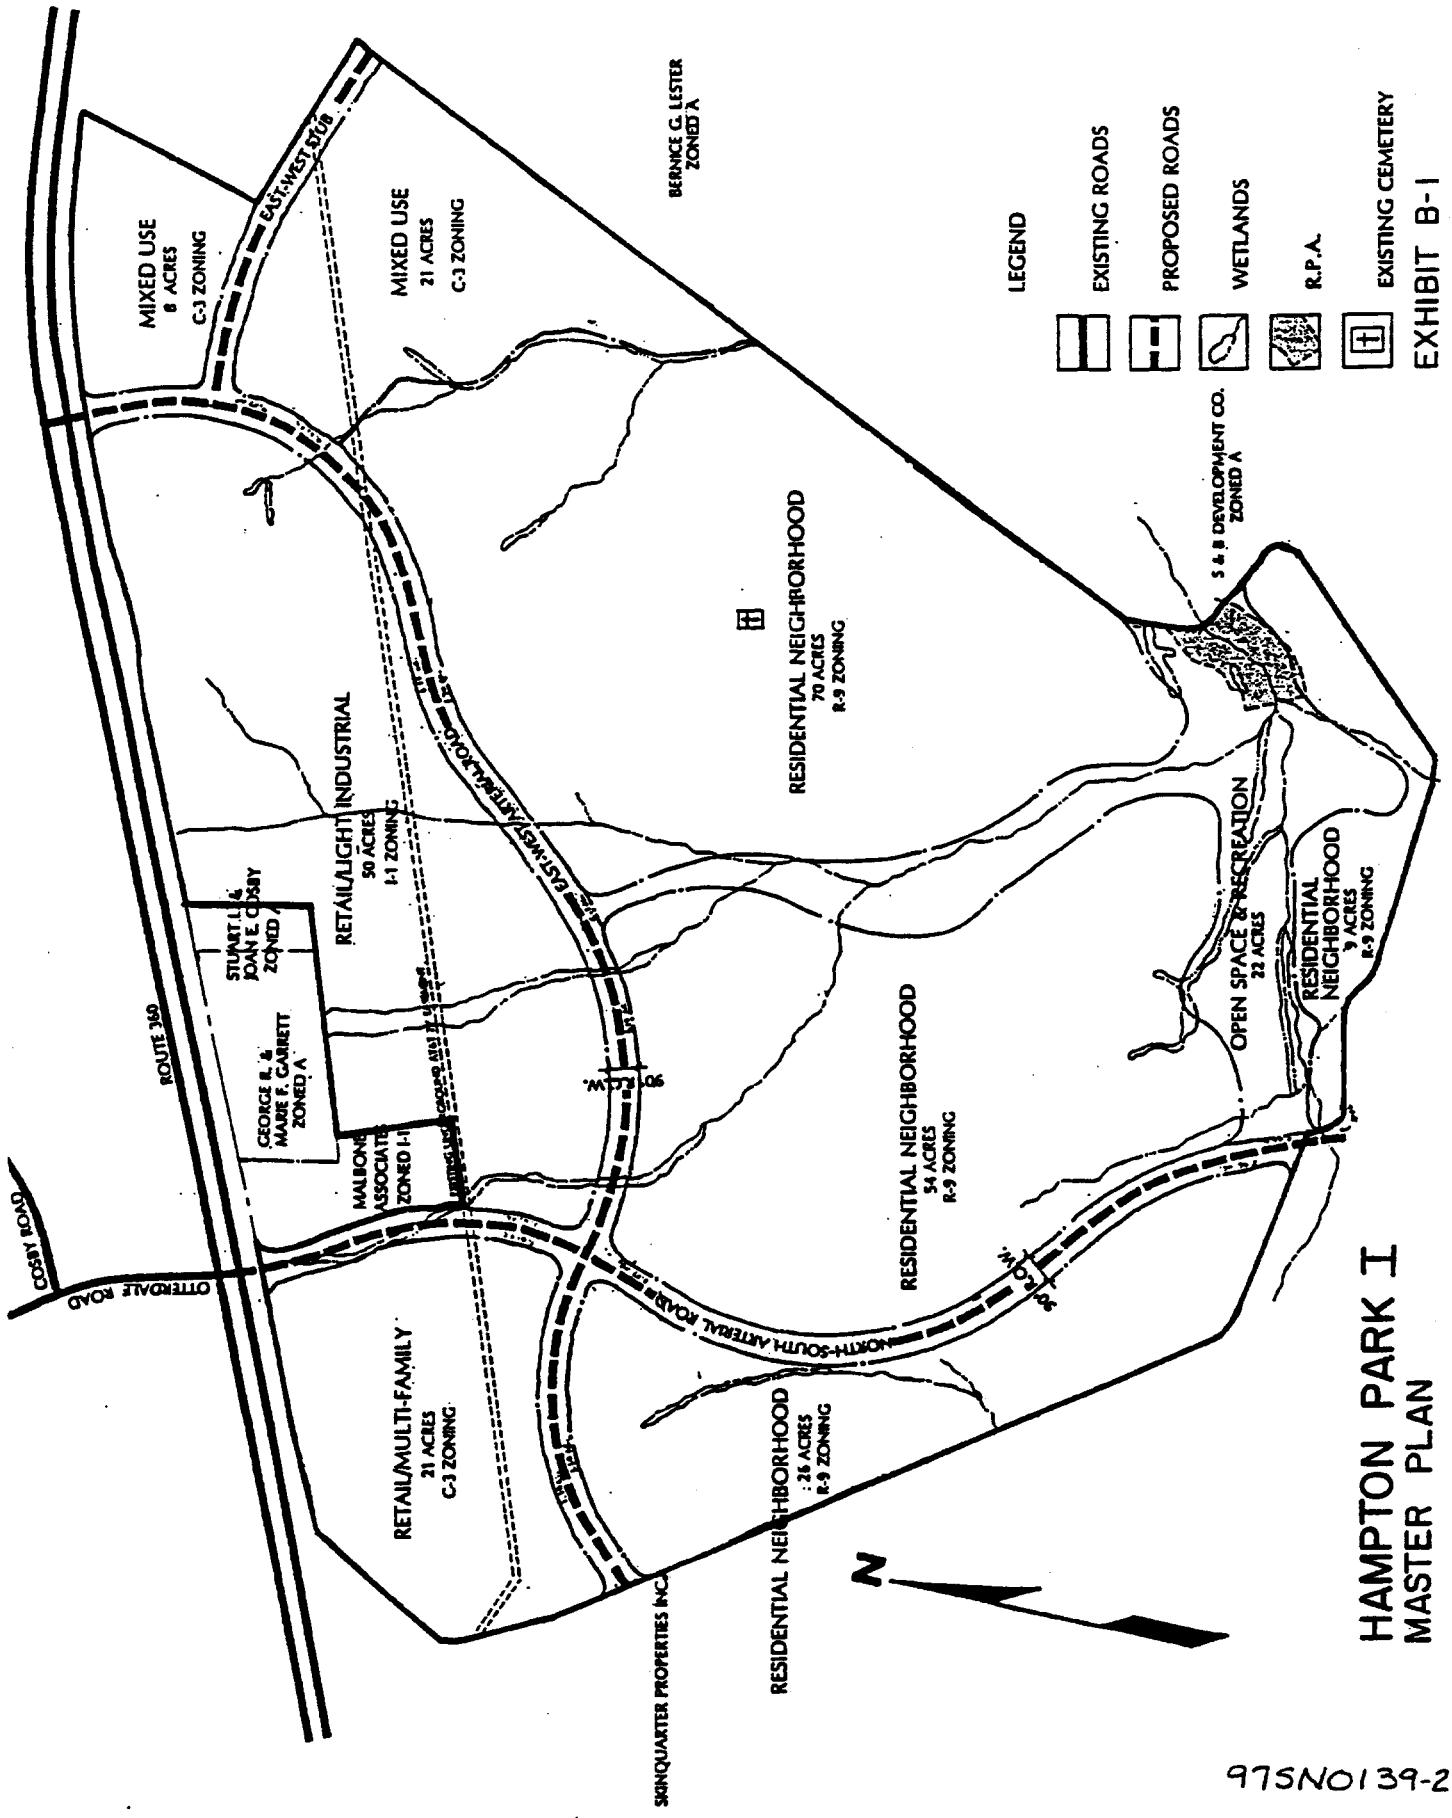 COSBY ROAD
OTTERDALE ROAD
ROUTE 360
MIXED USE
8 ACRES
C-3 ZONING
EAST-WEST STUB
MIXED USE
21 ACRES
C-3 ZONING
BERNICE G. LESTER
ZONED A
STUART L. &
JOAN E. COSBY
ZONED A
GEORGE R. &
MARIE F. GARRETT
ZONED A
MALBONE
ASSOCIATES
ZONED I-1
RETAIL/LIGHT INDUSTRIAL
50 ACRES
I-1 ZONING
EAST-WEST ARTERIAL ROAD
90' R.O.W.
RETAIL/MULTI-FAMILY
21 ACRES
C-3 ZONING
NORTH-SOUTH ARTERIAL ROAD
90' R.O.W.
RESIDENTIAL NEIGHBORHOOD
70 ACRES
R-9 ZONING
RESIDENTIAL NEIGHBORHOOD
54 ACRES
R-9 ZONING
RESIDENTIAL NEIGHBORHOOD
26 ACRES
R-9 ZONING
SKINQUARTER PROPERTIES INC.
OPEN SPACE & RECREATION
22 ACRES
RESIDENTIAL
NEIGHBORHOOD
9 ACRES
R-9 ZONING
S & B DEVELOPMENT CO.
ZONED A
LEGEND
EXISTING ROADS
PROPOSED ROADS
WETLANDS
R.P.A.
EXISTING CEMETERY
EXHIBIT B-1
N
HAMPTON PARK I
MASTER PLAN
97SN0139-2